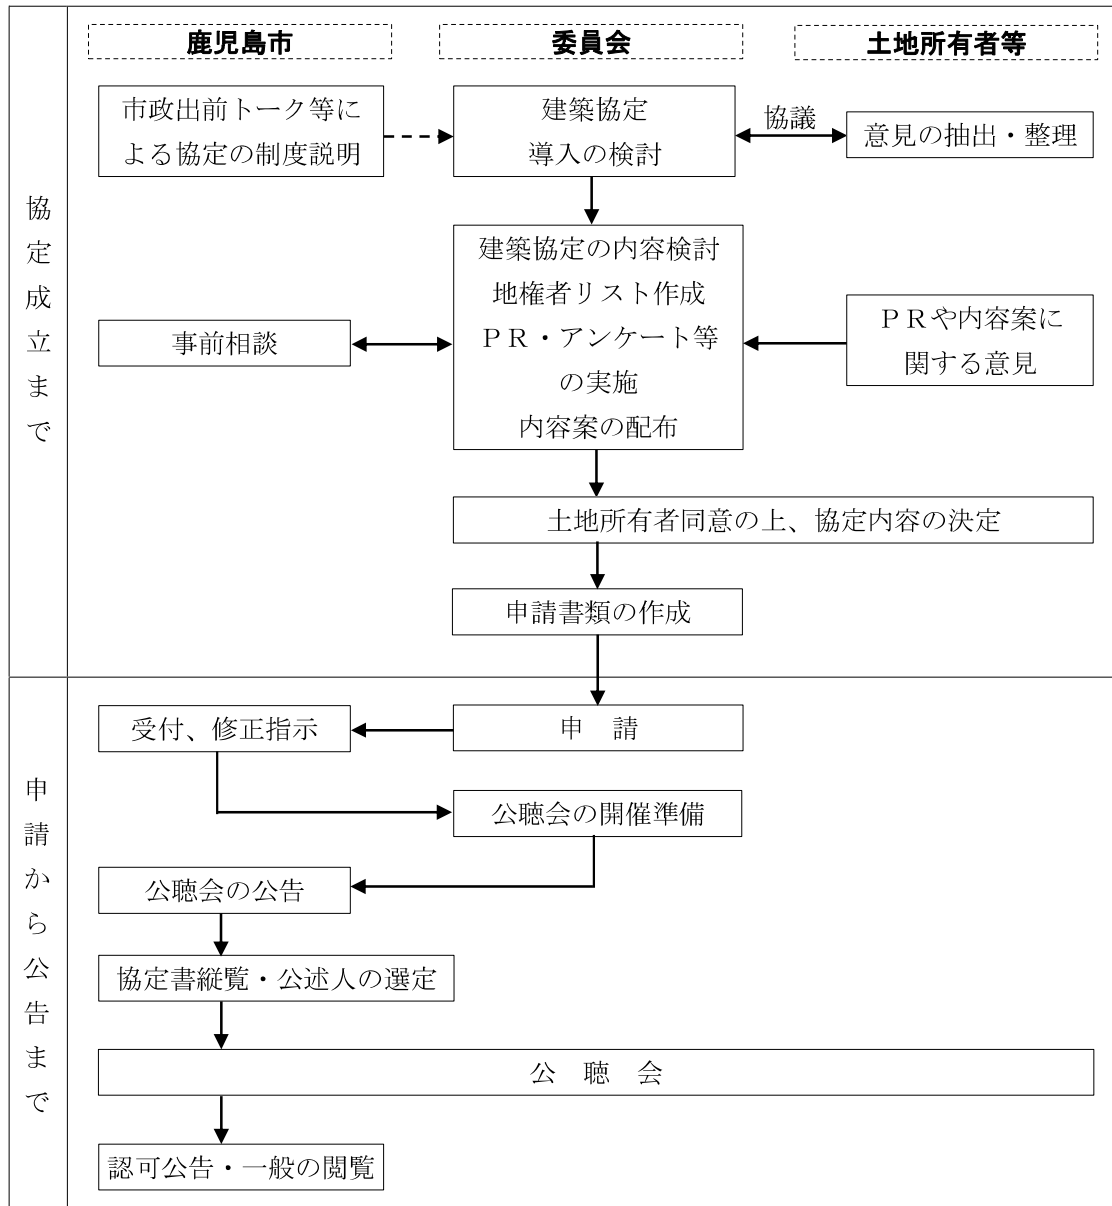 鹿児島市
委員会
土地所有者等
協定成立まで
市政出前トーク等に
よる協定の制度説明
建築協定
導入の検討
協議
意見の抽出・整理
建築協定の内容検討
地権者リスト作成
ＰＲ・アンケート等
の実施
内容案の配布
事前相談
ＰＲや内容案に
関する意見
土地所有者同意の上、協定内容の決定
申請書類の作成
申請から公告まで
受付、修正指示
申　請
公聴会の開催準備
公聴会の公告
協定書縦覧・公述人の選定
公　聴　会
認可公告・一般の閲覧